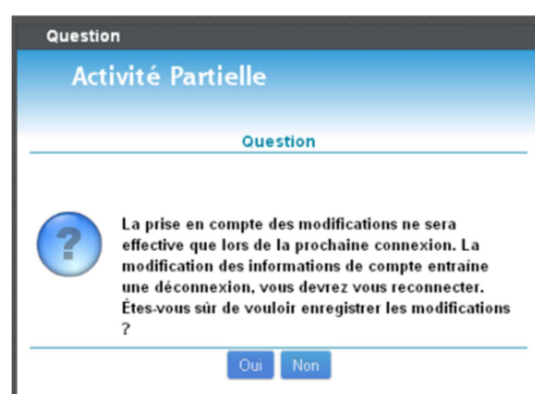 Question
Activité Partielle
Question
?
La prise en compte des modifications ne sera
effective que lors de la prochaine connexion. La
modification des informations de compte entraîne
une déconnexion, vous devrez vous reconnecter.
Êtes-vous sûr de vouloir enregistrer les modifications
?
Oui Non